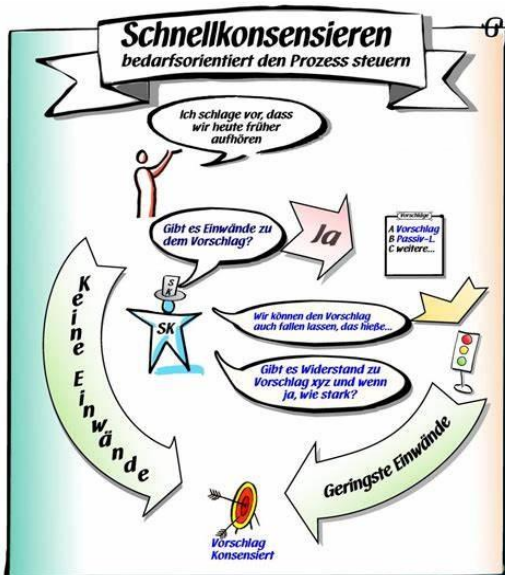 Schnellkonsensieren
bedarfsorientiert den Prozess steuern
G
Ich schlage vor, dass
wir heute früher
aufhören
Gibt es Einwände zu
dem Vorschlag?
Ja
Vorschläge
A Vorschlag
B Passiv-L.
C weitere...
SK
SK
Wir können den Vorschlag
auch fallen lassen, das hieße...
Gibt es Widerstand zu
Vorschlag xyz und wenn
ja, wie stark?
Keine Einwände
Geringste Einwände
Vorschlag
Konsensiert